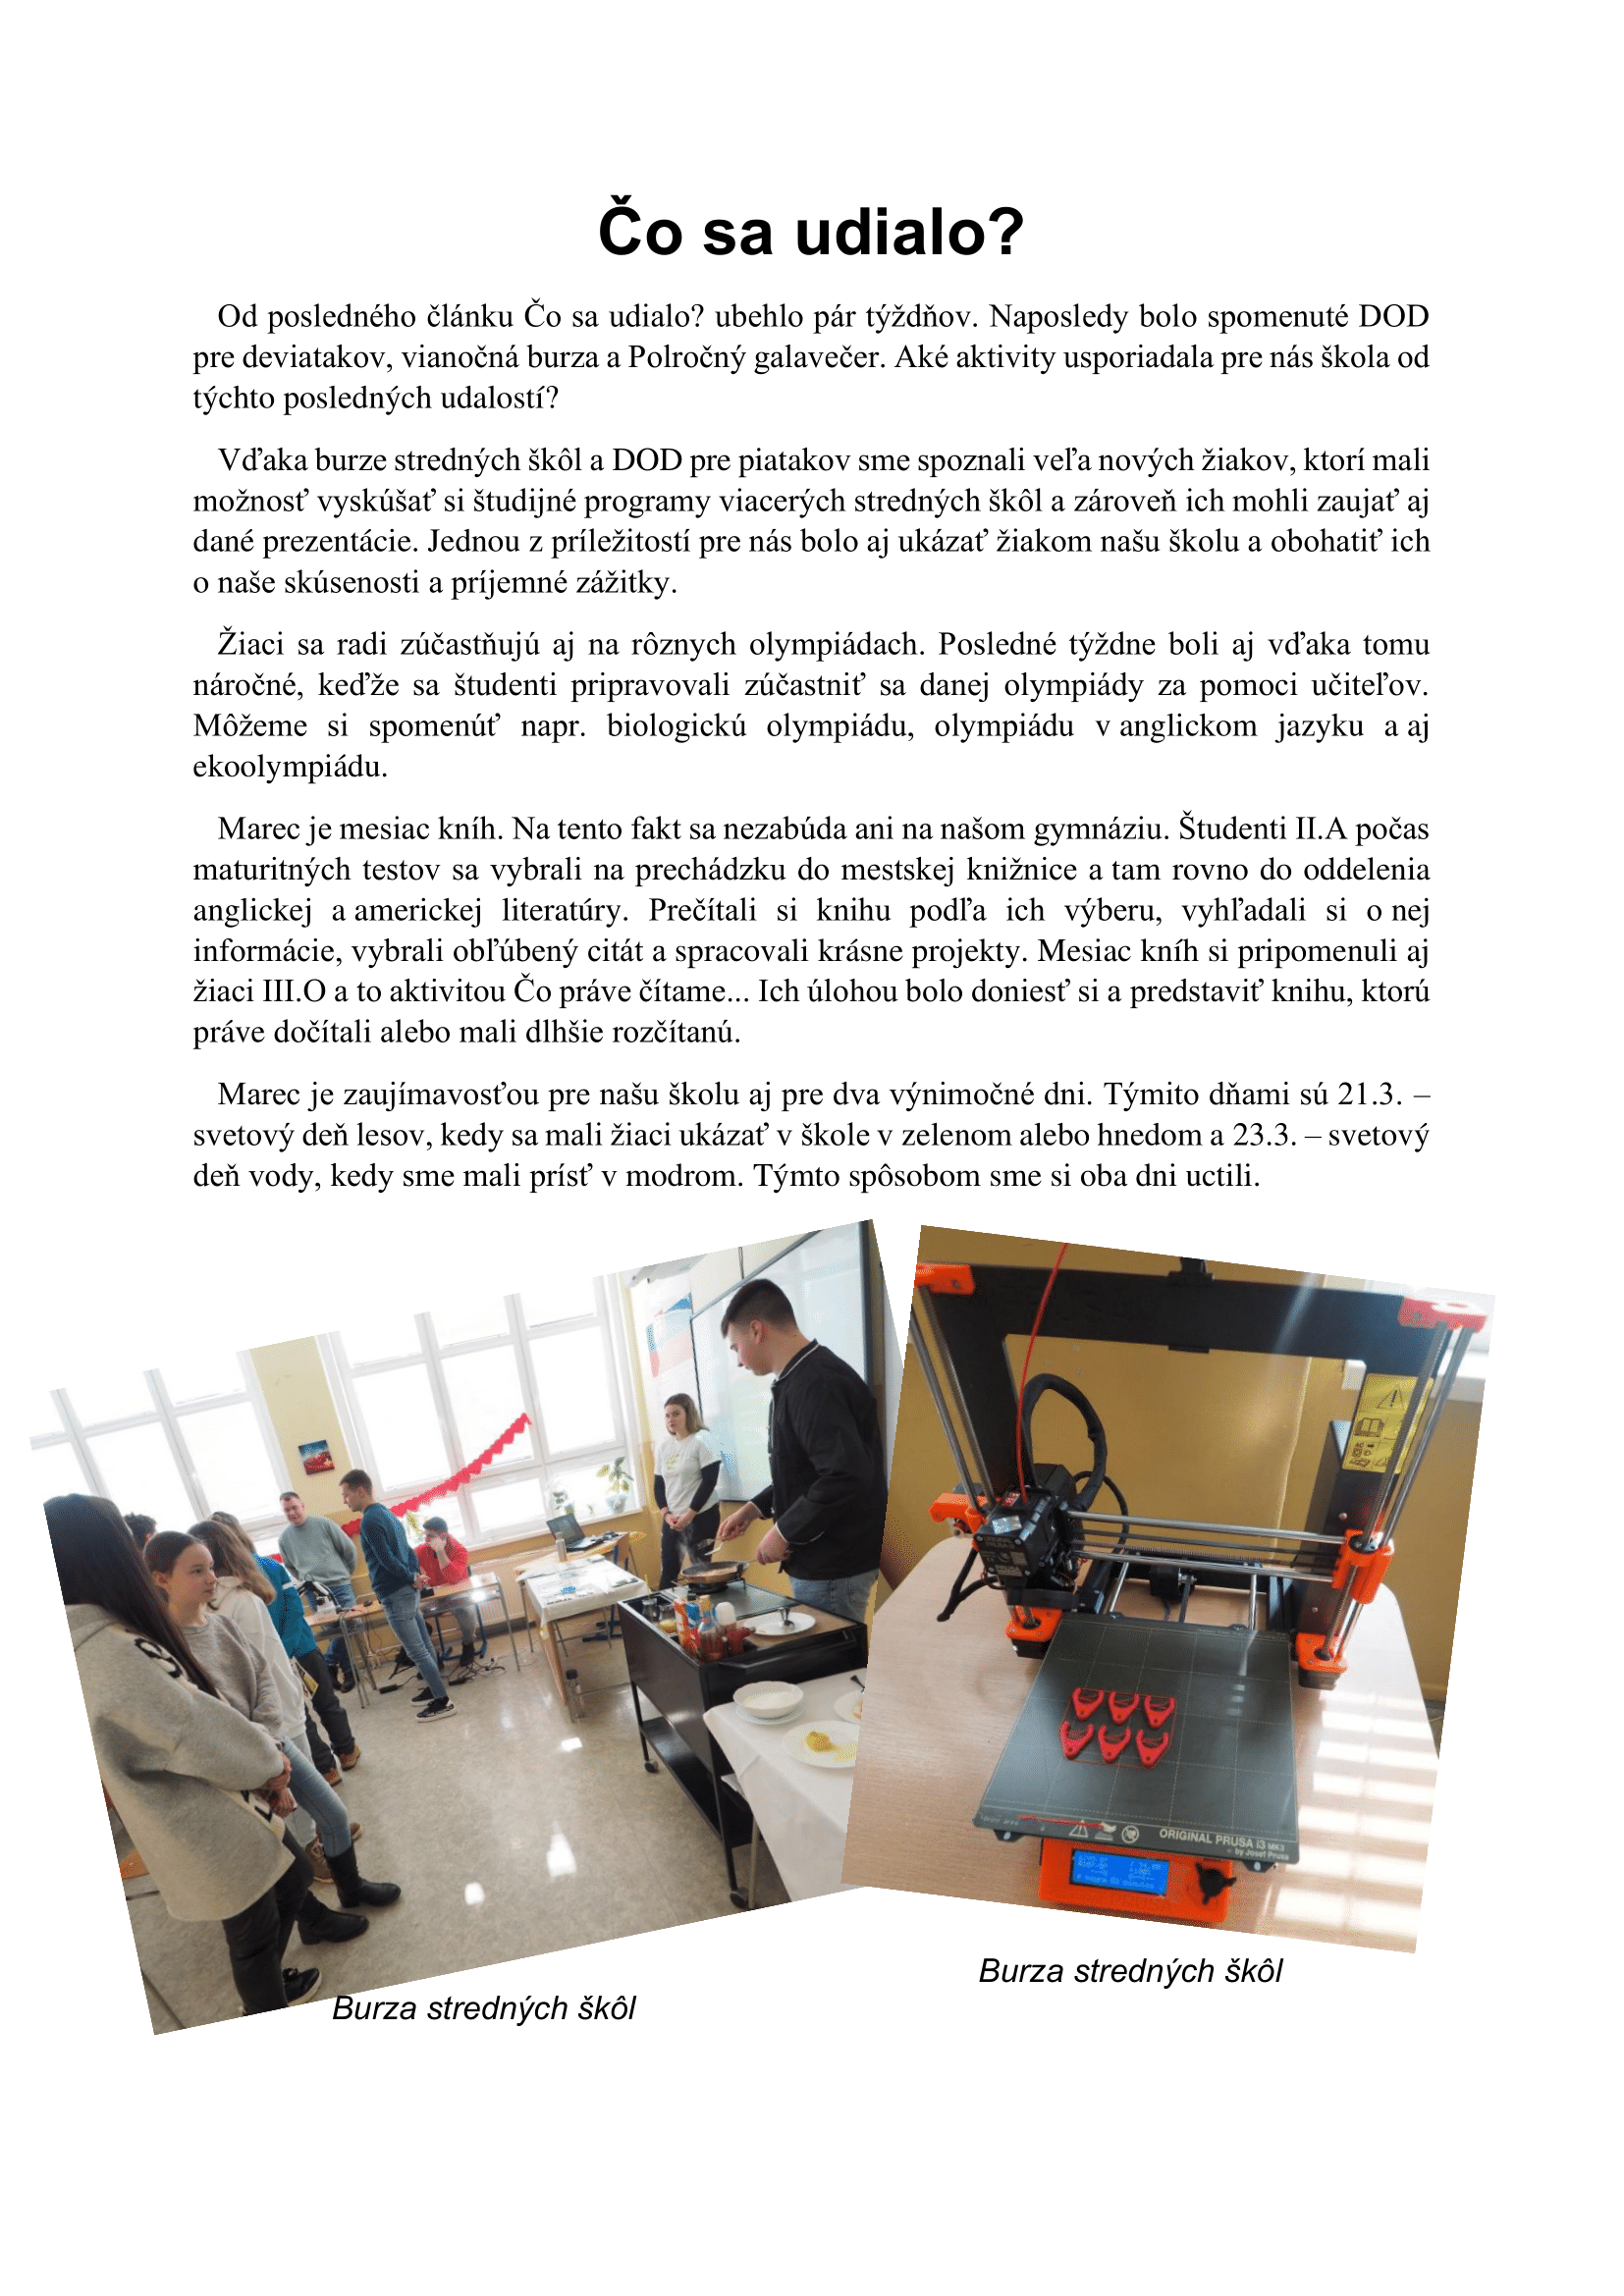 Čo sa udialo?
Od posledného článku Čo sa udialo? ubehlo pár týždňov. Naposledy bolo spomenuté DOD
pre deviatakov, vianočná burza a Polročný galavečer. Aké aktivity usporiadala pre nás škola od
týchto posledných udalostí?
Vďaka burze stredných škôl a DOD pre piatakov sme spoznali veľa nových žiakov, ktorí mali
možnosť vyskúšať si študijné programy viacerých stredných škôl a zároveň ich mohli zaujať aj
dané prezentácie. Jednou z príležitostí pre nás bolo aj ukázať žiakom našu školu a obohatiť ich
o naše skúsenosti a príjemné zážitky.
Žiaci sa radi zúčastňujú aj na rôznych olympiádach. Posledné týždne boli aj vďaka tomu
náročné, keďže sa študenti pripravovali zúčastniť sa danej olympiády za pomoci učiteľov.
Môžeme si spomenúť napr. biologickú olympiádu, olympiádu v anglickom jazyku a aj
ekoolympiádu.
Marec je mesiac kníh. Na tento fakt sa nezabúda ani na našom gymnáziu. Študenti II.A počas
maturitných testov sa vybrali na prechádzku do mestskej knižnice a tam rovno do oddelenia
anglickej a americkej literatúry. Prečítali si knihu podľa ich výberu, vyhľadali si o nej
informácie, vybrali obľúbený citát a spracovali krásne projekty. Mesiac kníh si pripomenuli aj
žiaci III.O a to aktivitou Čo práve čítame... Ich úlohou bolo doniesť si a predstaviť knihu, ktorú
práve dočítali alebo mali dlhšie rozčítanú.
Marec je zaujímavosťou pre našu školu aj pre dva výnimočné dni. Týmito dňami sú 21.3. –
svetový deň lesov, kedy sa mali žiaci ukázať v škole v zelenom alebo hnedom a 23.3. – svetový
deň vody, kedy sme mali prísť v modrom. Týmto spôsobom sme si oba dni uctili.
ORIGINAL PRUSA i3 MK3
by Josef Prusa
Burza stredných škôl
Burza stredných škôl